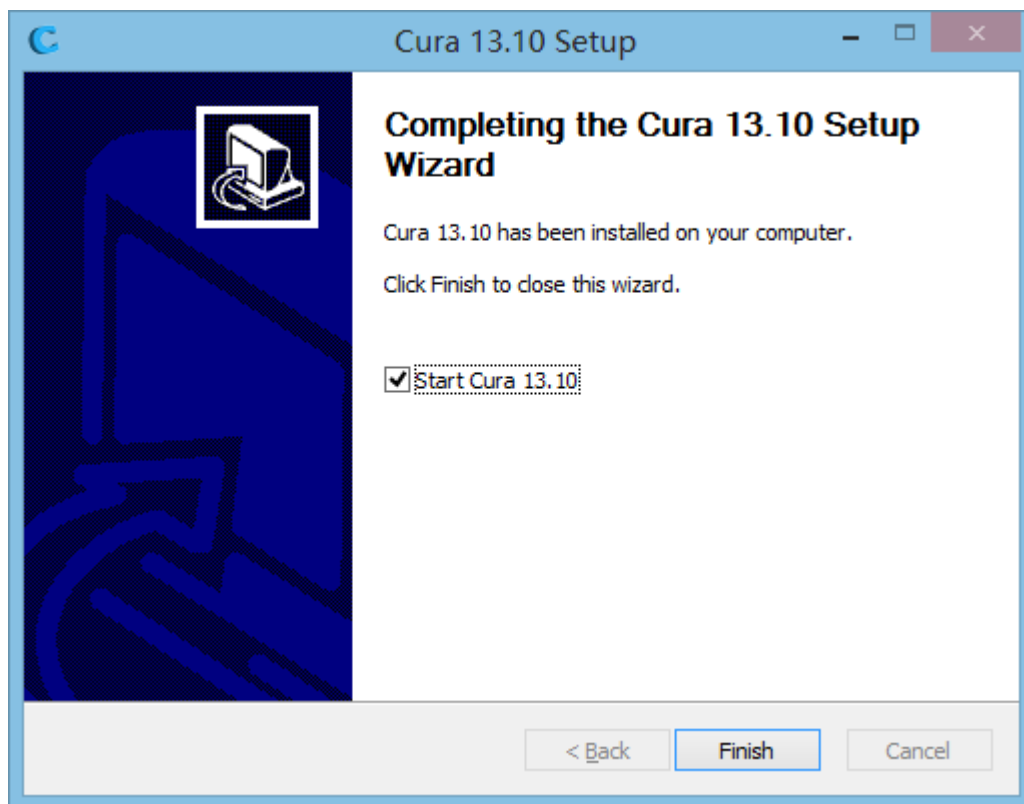 Cura 13.10 Setup
Completing the Cura 13.10 Setup
Wizard
Cura 13.10 has been installed on your computer.
Click Finish to close this wizard.
Start Cura 13.10
< Back
Finish
Cancel